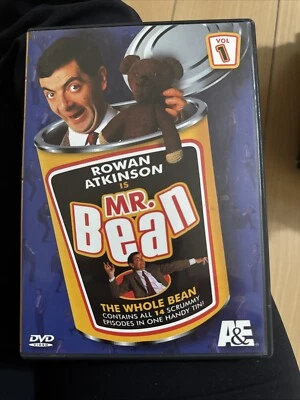 VOL
1
ROWAN
ATKINSON
IS
MR.
Bean
THE WHOLE BEAN
CONTAINS ALL 14 SCRUMMY
EPISODES IN ONE HANDY TIN!
DVD
VIDEO
A&E